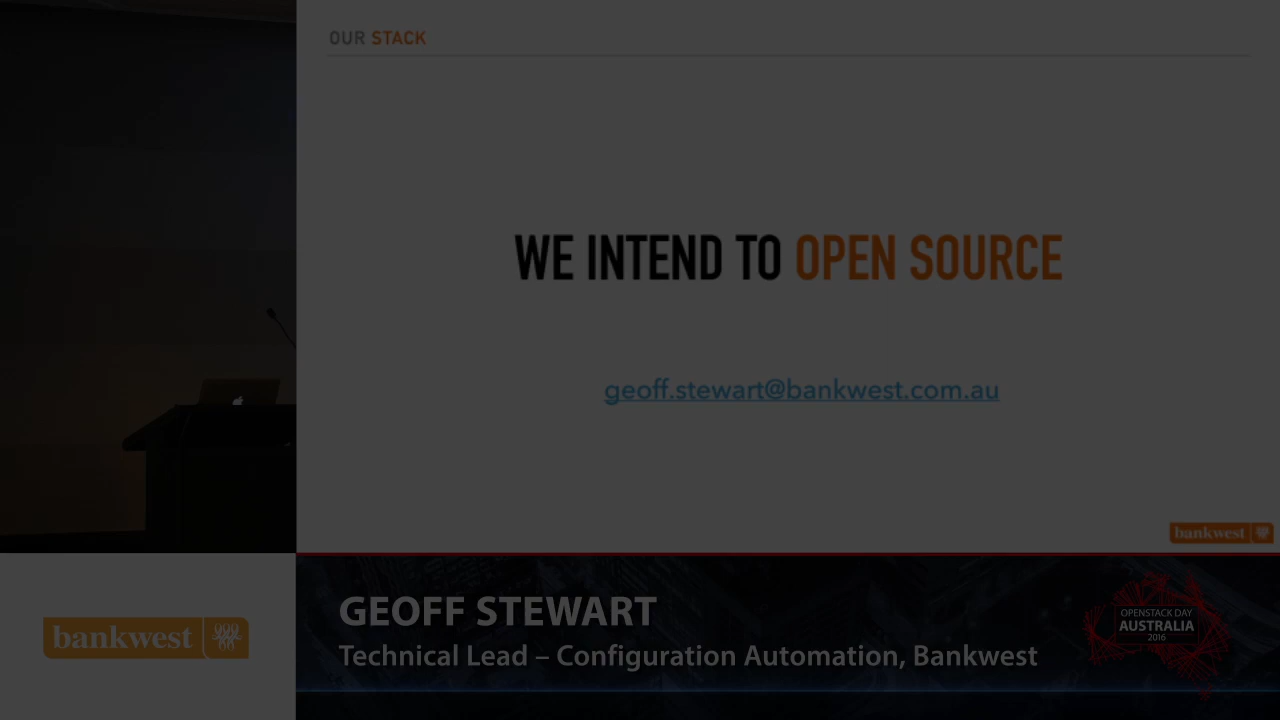 OUR STACK
WE INTEND TO OPEN SOURCE
geoff.stewart@bankwest.com.au
bankwest
bankwest
GEOFF STEWART
Technical Lead – Configuration Automation, Bankwest
OPENSTACK DAY
AUSTRALIA
2016